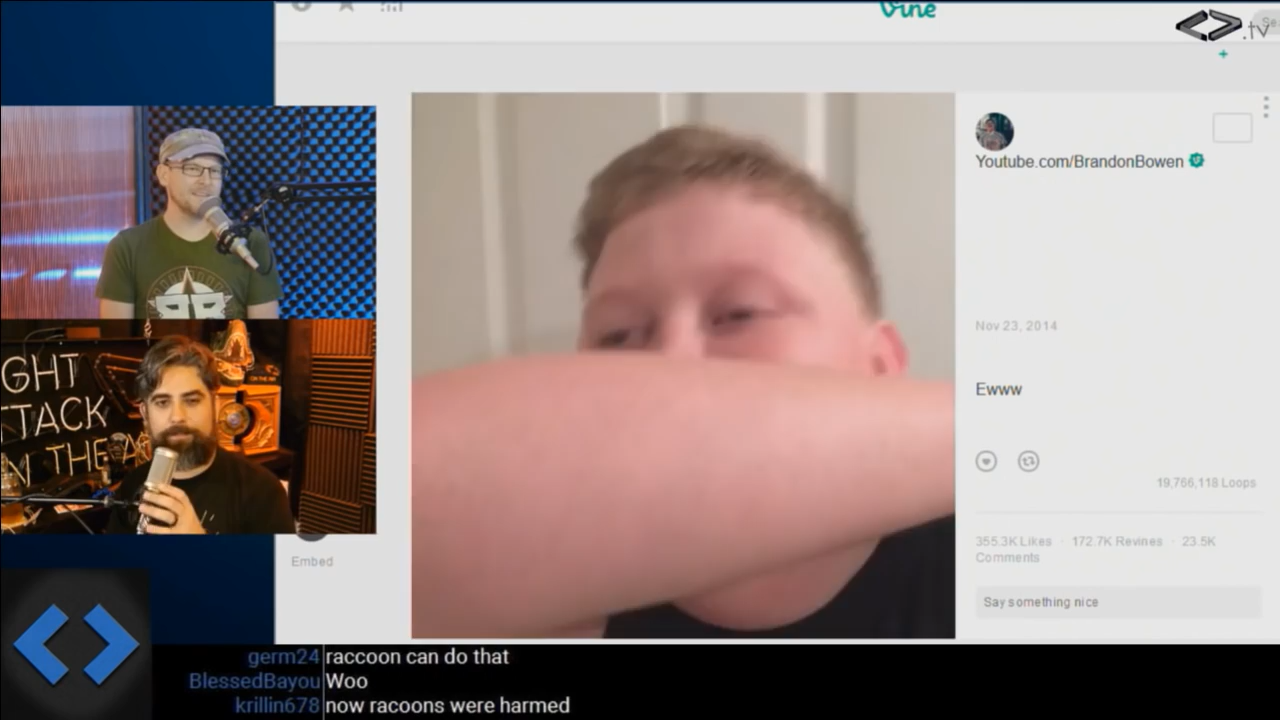 Vine
.tv
Youtube.com/BrandonBowen
Nov 23, 2014
Ewww
19,766,118 Loops
355.3K Likes · 172.7K Revines · 23.5K
Comments
Say something nice
Embed
GHT
TACK
THE
germ24 raccoon can do that
BlessedBayou Woo
krillin678 now racoons were harmed